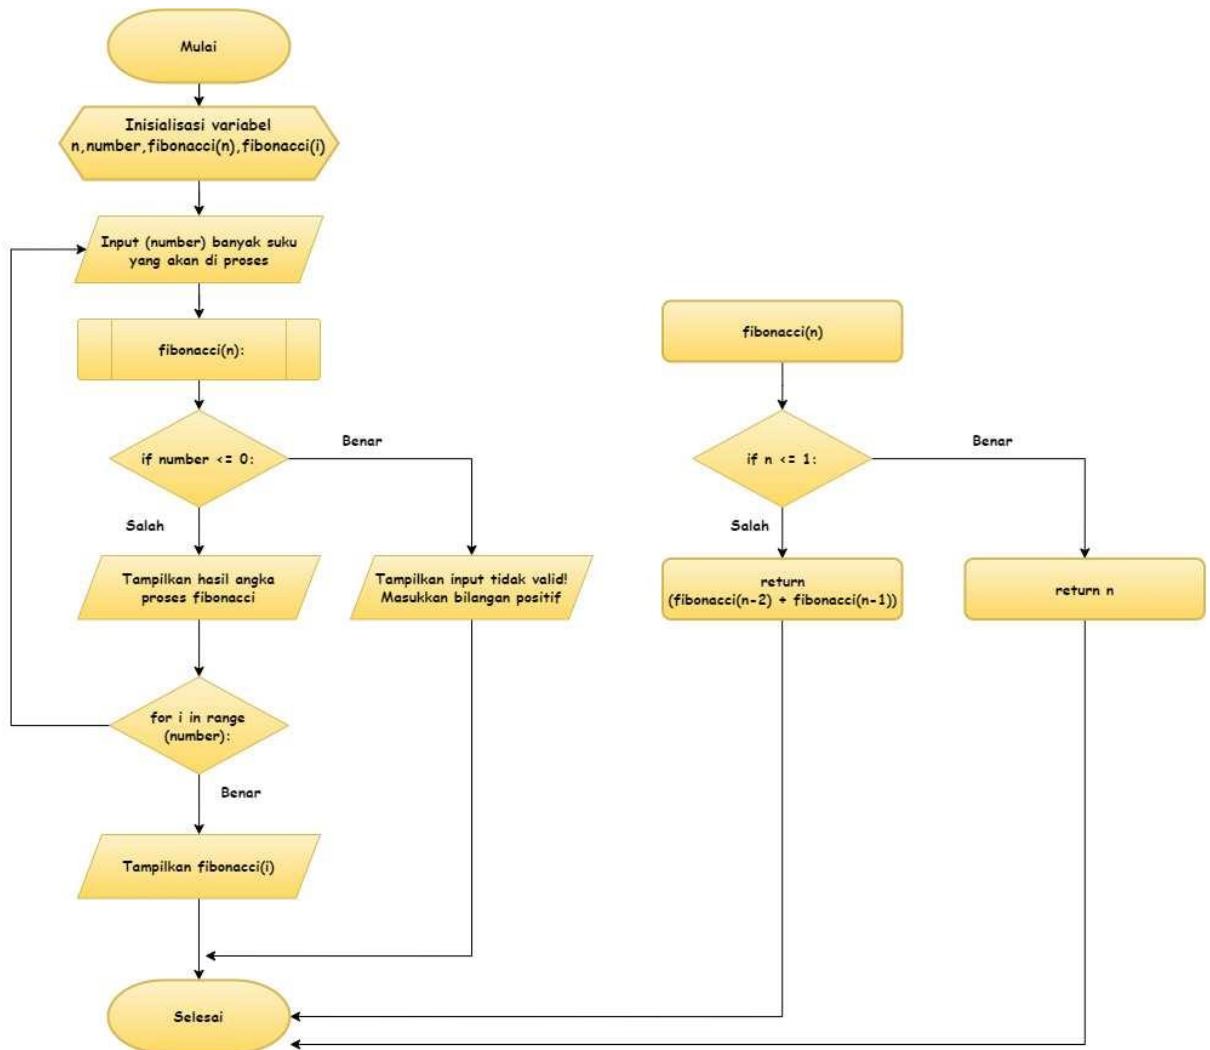 Mulai
Inisialisasi variabel
n,number,fibonacci(n),fibonacci(i)
Input (number) banyak suku
yang akan di proses
fibonacci(n):
if number <= 0:
Benar
Salah
Tampilkan hasil angka
proses fibonacci
Tampilkan input tidak valid!
Masukkan bilangan positif
for i in range
(number):
Benar
Tampilkan fibonacci(i)
Selesai
fibonacci(n)
if n <= 1:
Benar
Salah
return
(fibonacci(n-2) + fibonacci(n-1))
return n